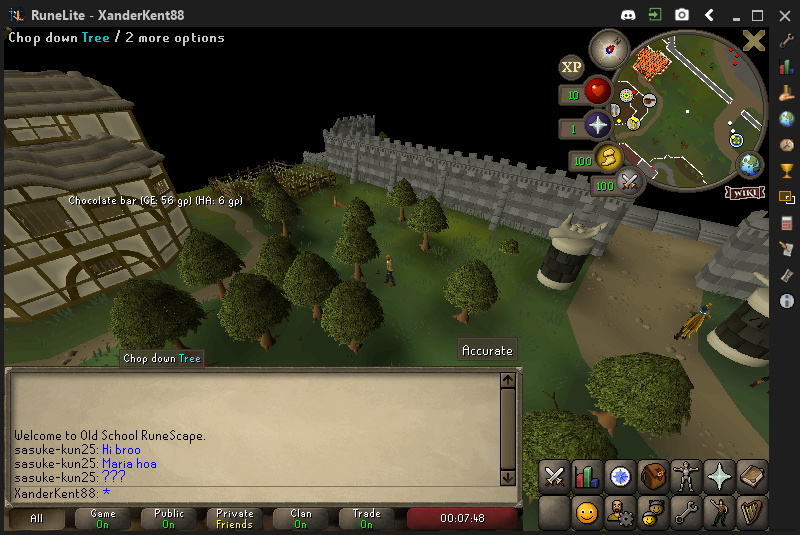 RuneLite - XanderKent88
Chop down Tree / 2 more options
XP
10
1
100
100
WIKI
Chocolate bar (GE: 56 gp) (HA: 6 gp)
Accurate
Chop down Tree
Welcome to Old School RuneScape.
sasuke-kun25: Hi broo
sasuke-kun25: Maria hoa
sasuke-kun25: ???
XanderKent88: *
All
Game
On
Public
On
Private
Friends
Clan
On
Trade
On
00:07:48